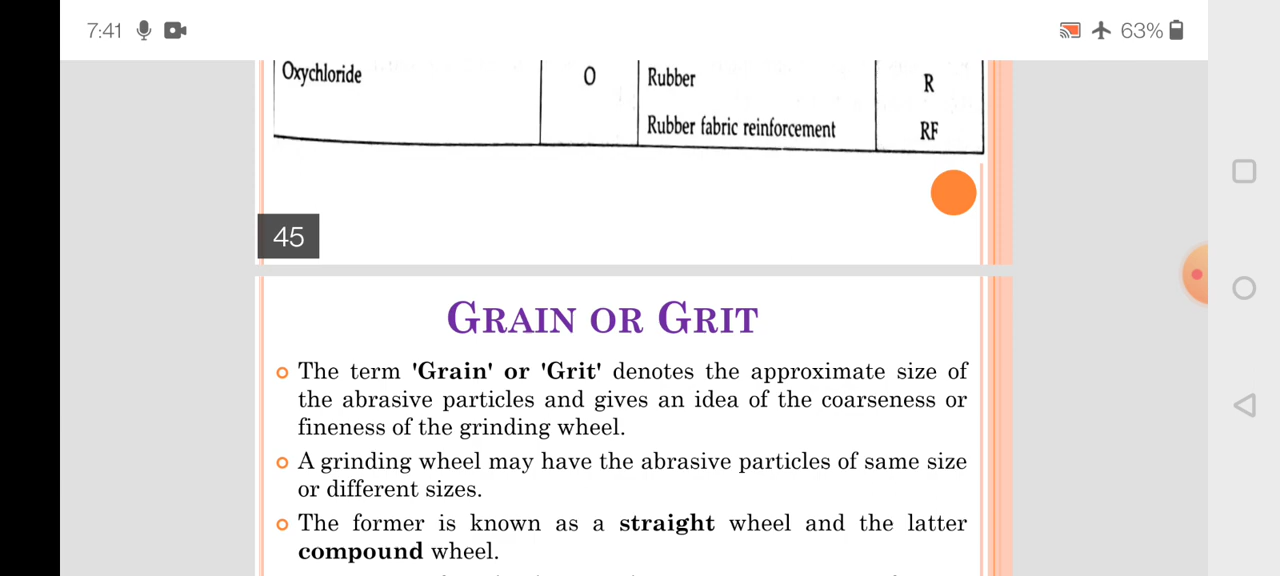 7:41 63%
Oxychloride O Rubber R
Rubber fabric reinforcement RF
45
GRAIN OR GRIT
The term 'Grain' or 'Grit' denotes the approximate size of
the abrasive particles and gives an idea of the coarseness or
fineness of the grinding wheel.
A grinding wheel may have the abrasive particles of same size
or different sizes.
The former is known as a straight wheel and the latter
compound wheel.